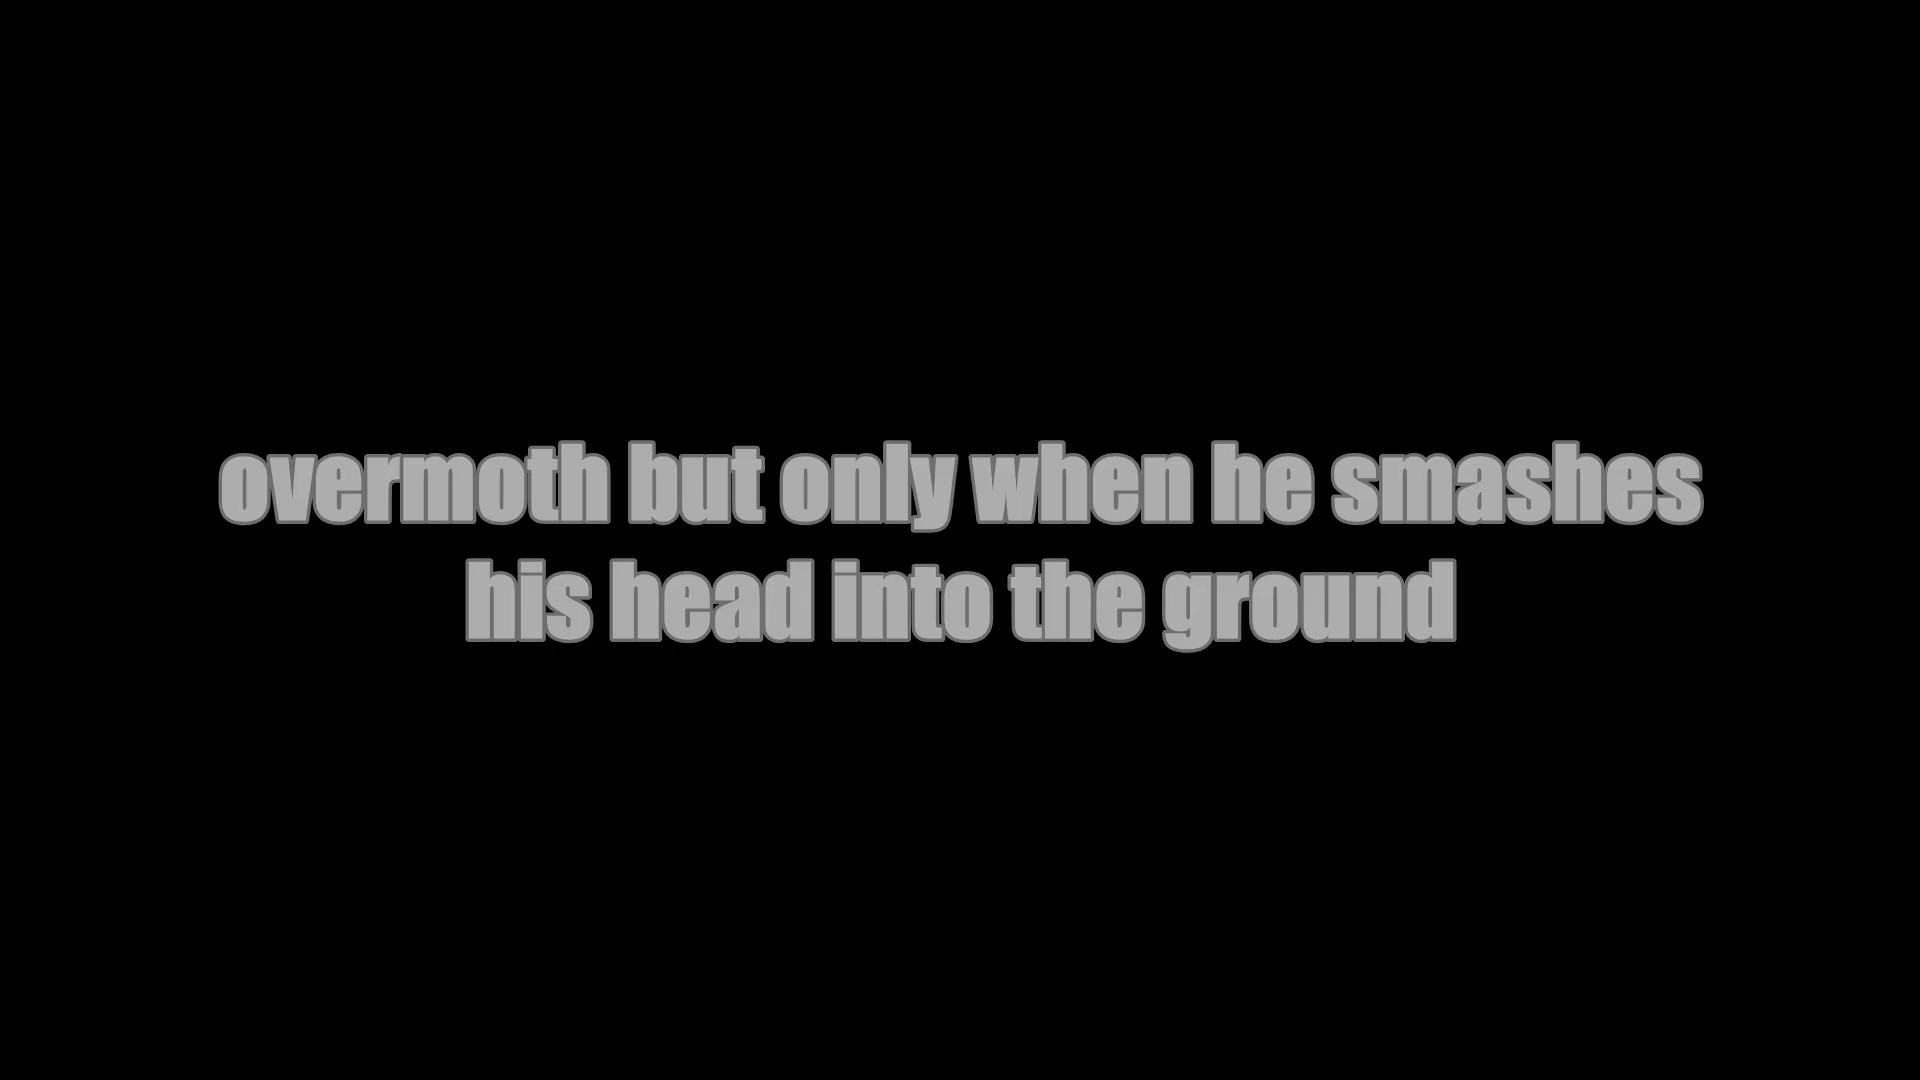 overmoth but only when he smashes
his head into the ground